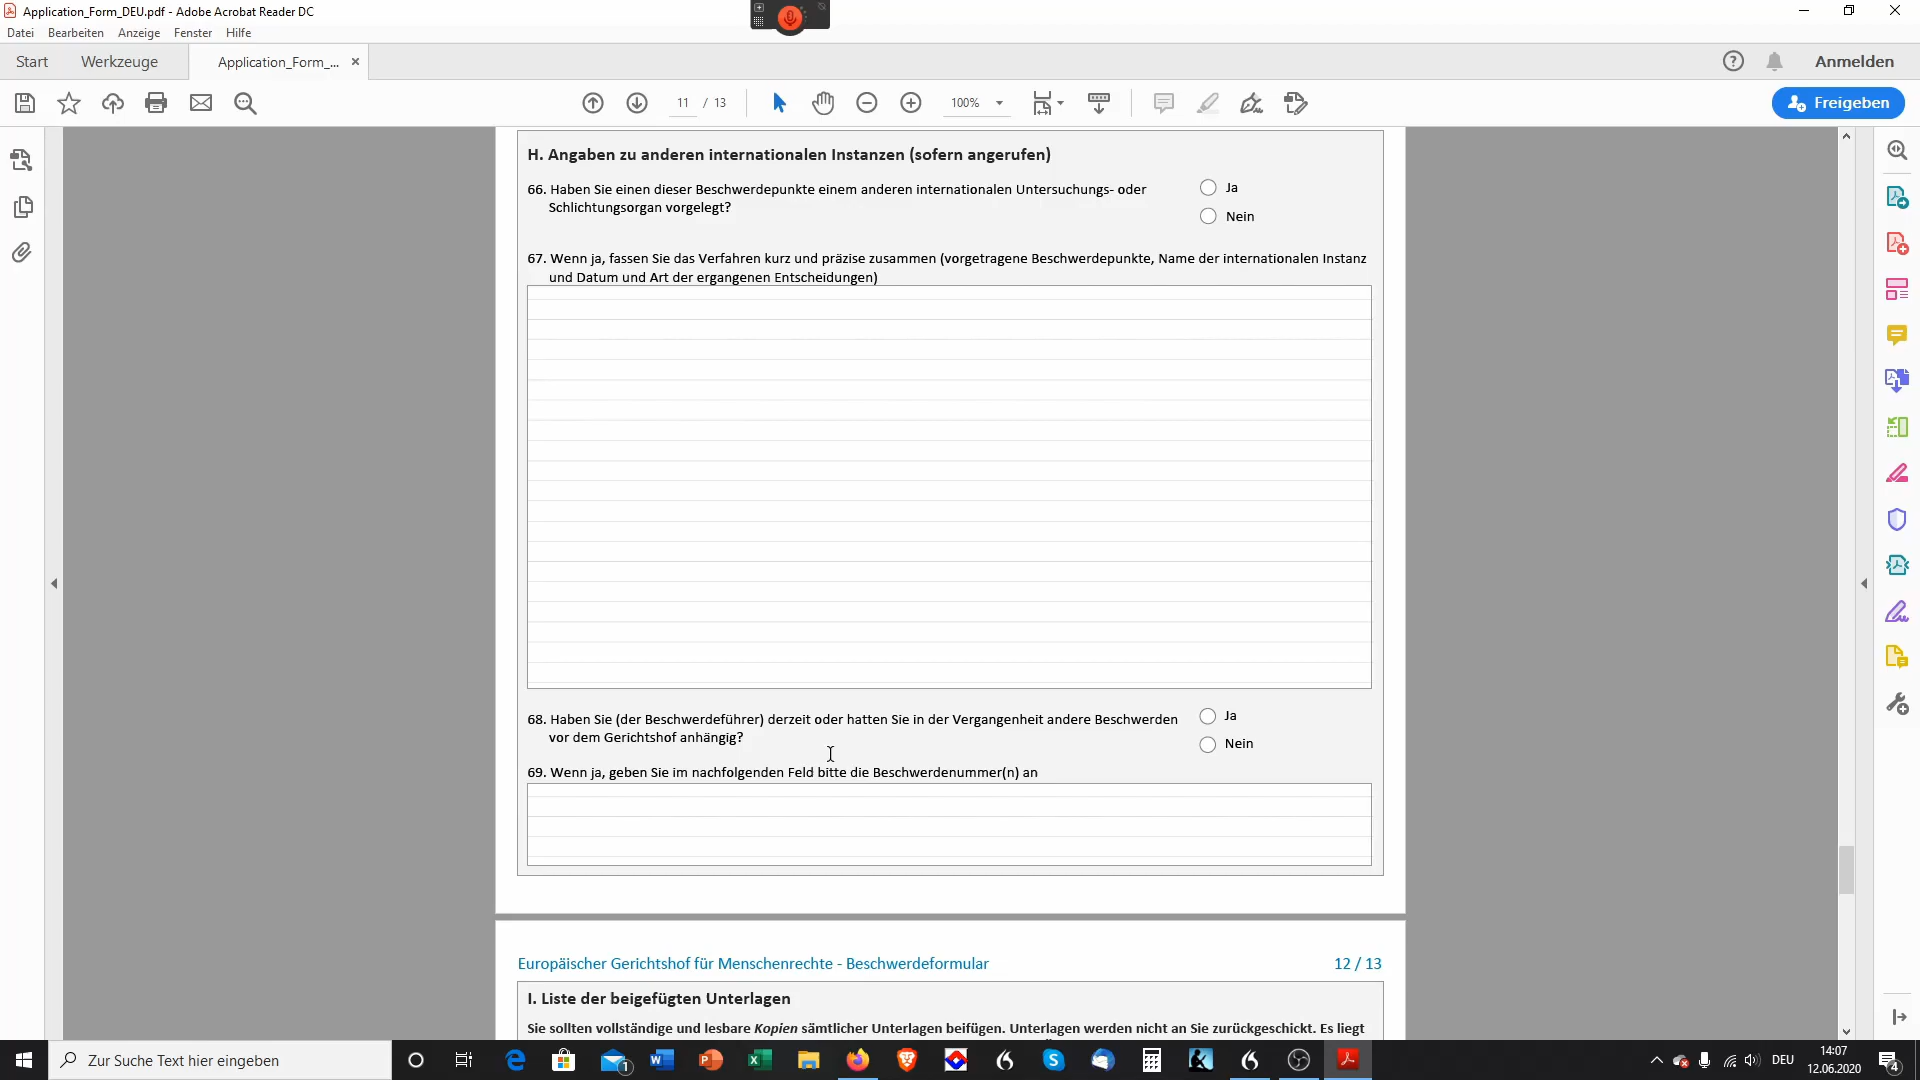 Application_Form_DEU.pdf - Adobe Acrobat Reader DC
Datei Bearbeiten Anzeige Fenster Hilfe
Start Werkzeuge Application_Form_... × Anmelden
11 / 13 100% Freigeben
H. Angaben zu anderen internationalen Instanzen (sofern angerufen)
66. Haben Sie einen dieser Beschwerdepunkte einem anderen internationalen Untersuchungs- oder Ja
Schlichtungsorgan vorgelegt? Nein
67. Wenn ja, fassen Sie das Verfahren kurz und präzise zusammen (vorgetragene Beschwerdepunkte, Name der internationalen Instanz
und Datum und Art der ergangenen Entscheidungen)
68. Haben Sie (der Beschwerdeführer) derzeit oder hatten Sie in der Vergangenheit andere Beschwerden Ja
vor dem Gerichtshof anhängig? Nein
69. Wenn ja, geben Sie im nachfolgenden Feld bitte die Beschwerdenummer(n) an
Europäischer Gerichtshof für Menschenrechte - Beschwerdeformular 12 / 13
I. Liste der beigefügten Unterlagen
Sie sollten vollständige und lesbare Kopien sämtlicher Unterlagen beifügen. Unterlagen werden nicht an Sie zurückgeschickt. Es liegt
Zur Suche Text hier eingeben 1 DEU 14:07 4
12.06.2020